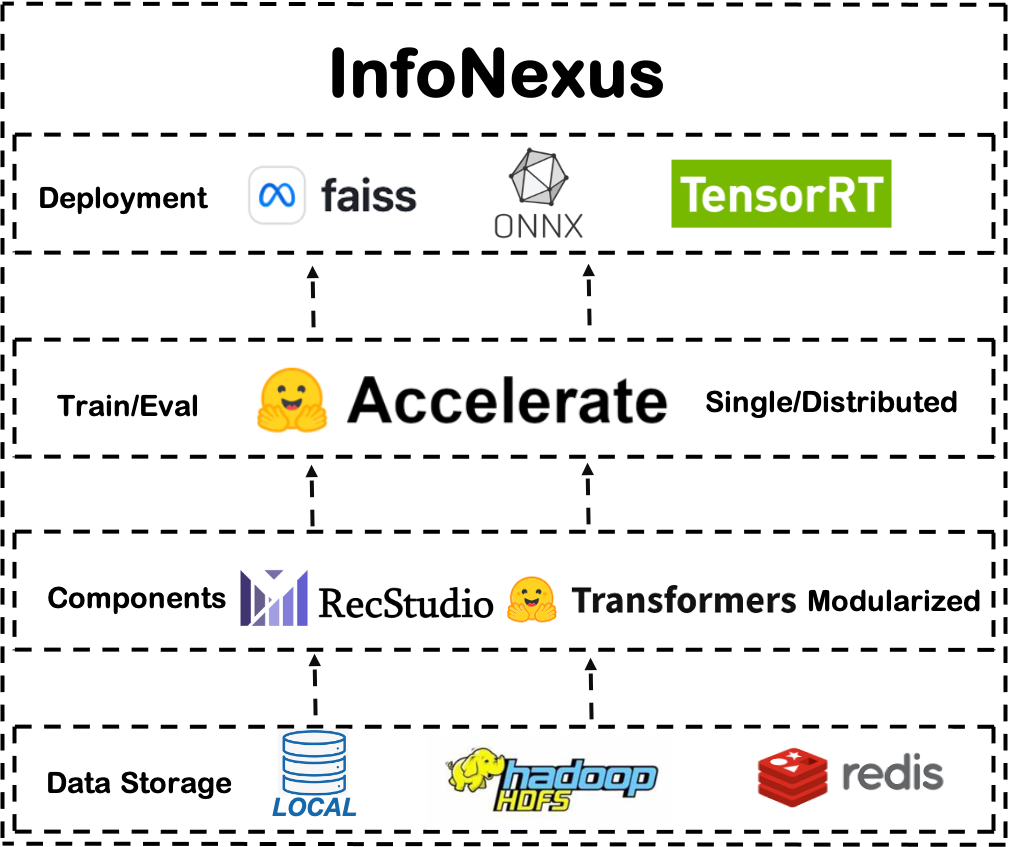 InfoNexus
Deployment faiss ONNX TensorRT
Train/Eval Accelerate Single/Distributed
Components RecStudio Transformers Modularized
Data Storage LOCAL hadoop HDFS redis